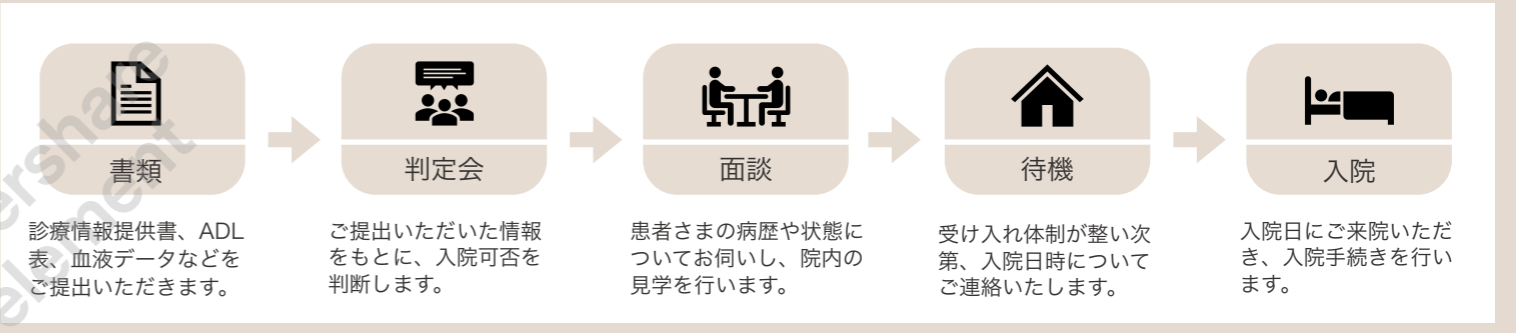 書類
診療情報提供書、ADL
表、血液データなどを
ご提出いただきます。
判定会
ご提出いただいた情報
をもとに、入院可否を
判断します。
面談
患者さまの病歴や状態に
ついてお伺いし、院内の
見学を行います。
待機
受け入れ体制が整い次
第、入院日時について
ご連絡いたします。
入院
入院日にご来院いただ
き、入院手続きを行い
ます。